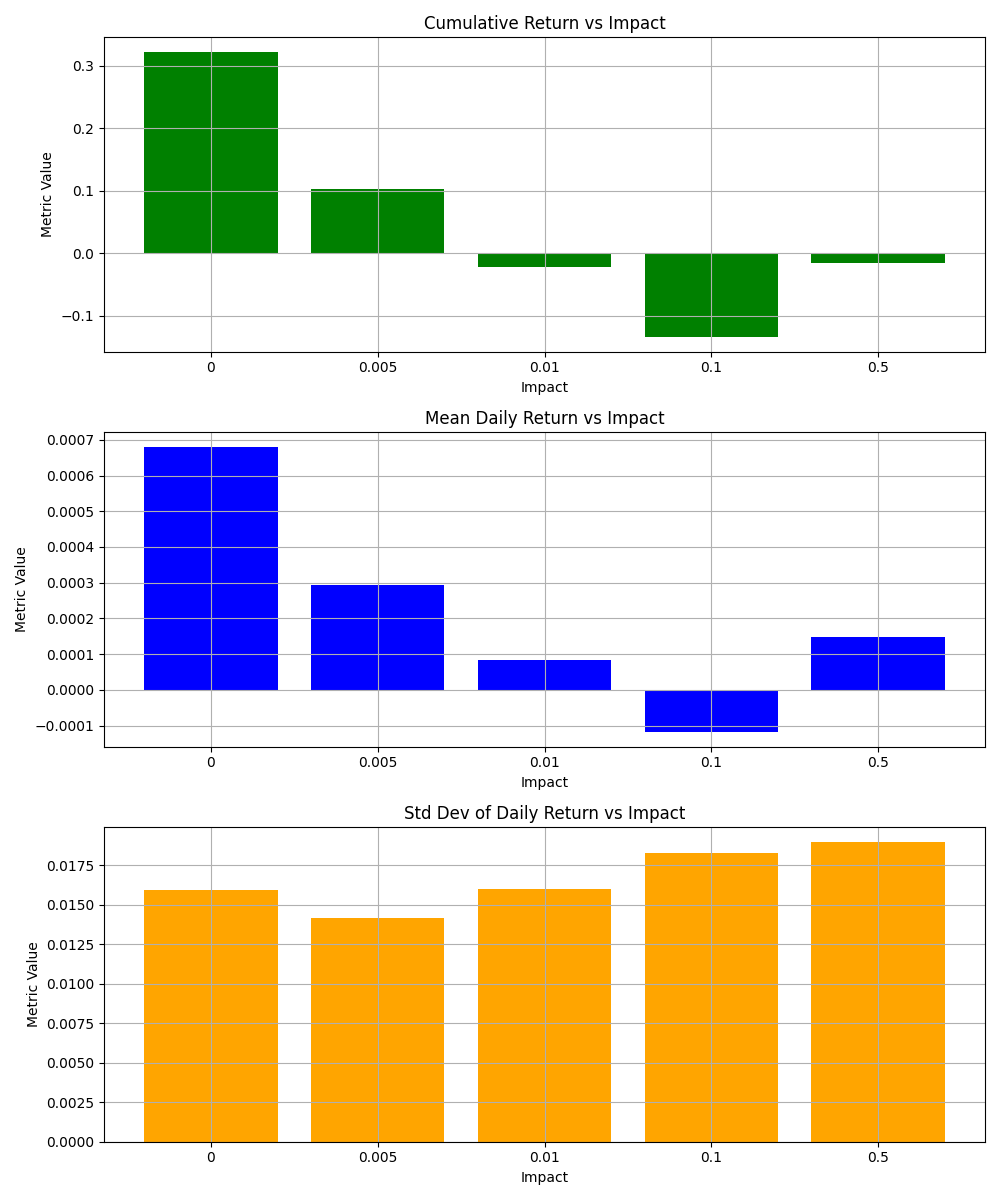 Cumulative Return vs Impact
Metric Value
0.3
0.2
0.1
0.0
−0.1
0 0.005 0.01 0.1 0.5
Impact
Mean Daily Return vs Impact
Metric Value
0.0007
0.0006
0.0005
0.0004
0.0003
0.0002
0.0001
0.0000
−0.0001
0 0.005 0.01 0.1 0.5
Impact
Std Dev of Daily Return vs Impact
Metric Value
0.0175
0.0150
0.0125
0.0100
0.0075
0.0050
0.0025
0.0000
0 0.005 0.01 0.1 0.5
Impact